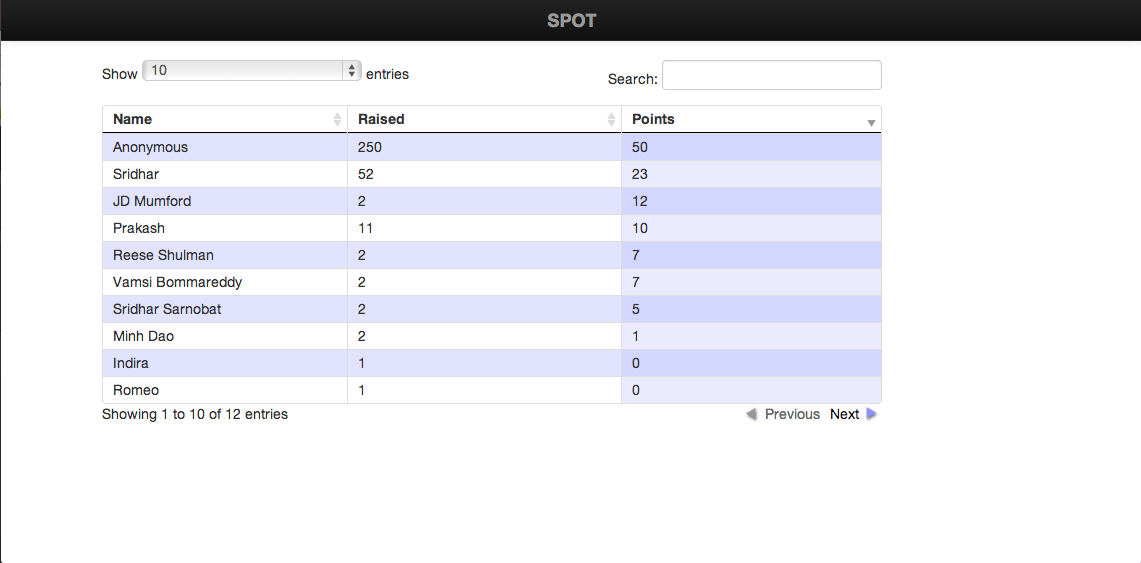 SPOT
Show 10 entries
Search:
Name Raised Points
Anonymous 250 50
Sridhar 52 23
JD Mumford 2 12
Prakash 11 10
Reese Shulman 2 7
Vamsi Bommareddy 2 7
Sridhar Sarnobat 2 5
Minh Dao 2 1
Indira 1 0
Romeo 1 0
Showing 1 to 10 of 12 entries
Previous Next